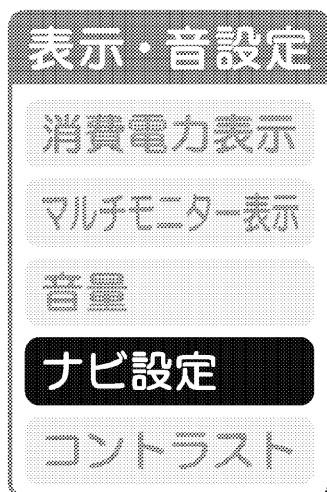 表示・音設定
消費電力表示
マルチモニター表示
音量
ナビ設定
コントラスト